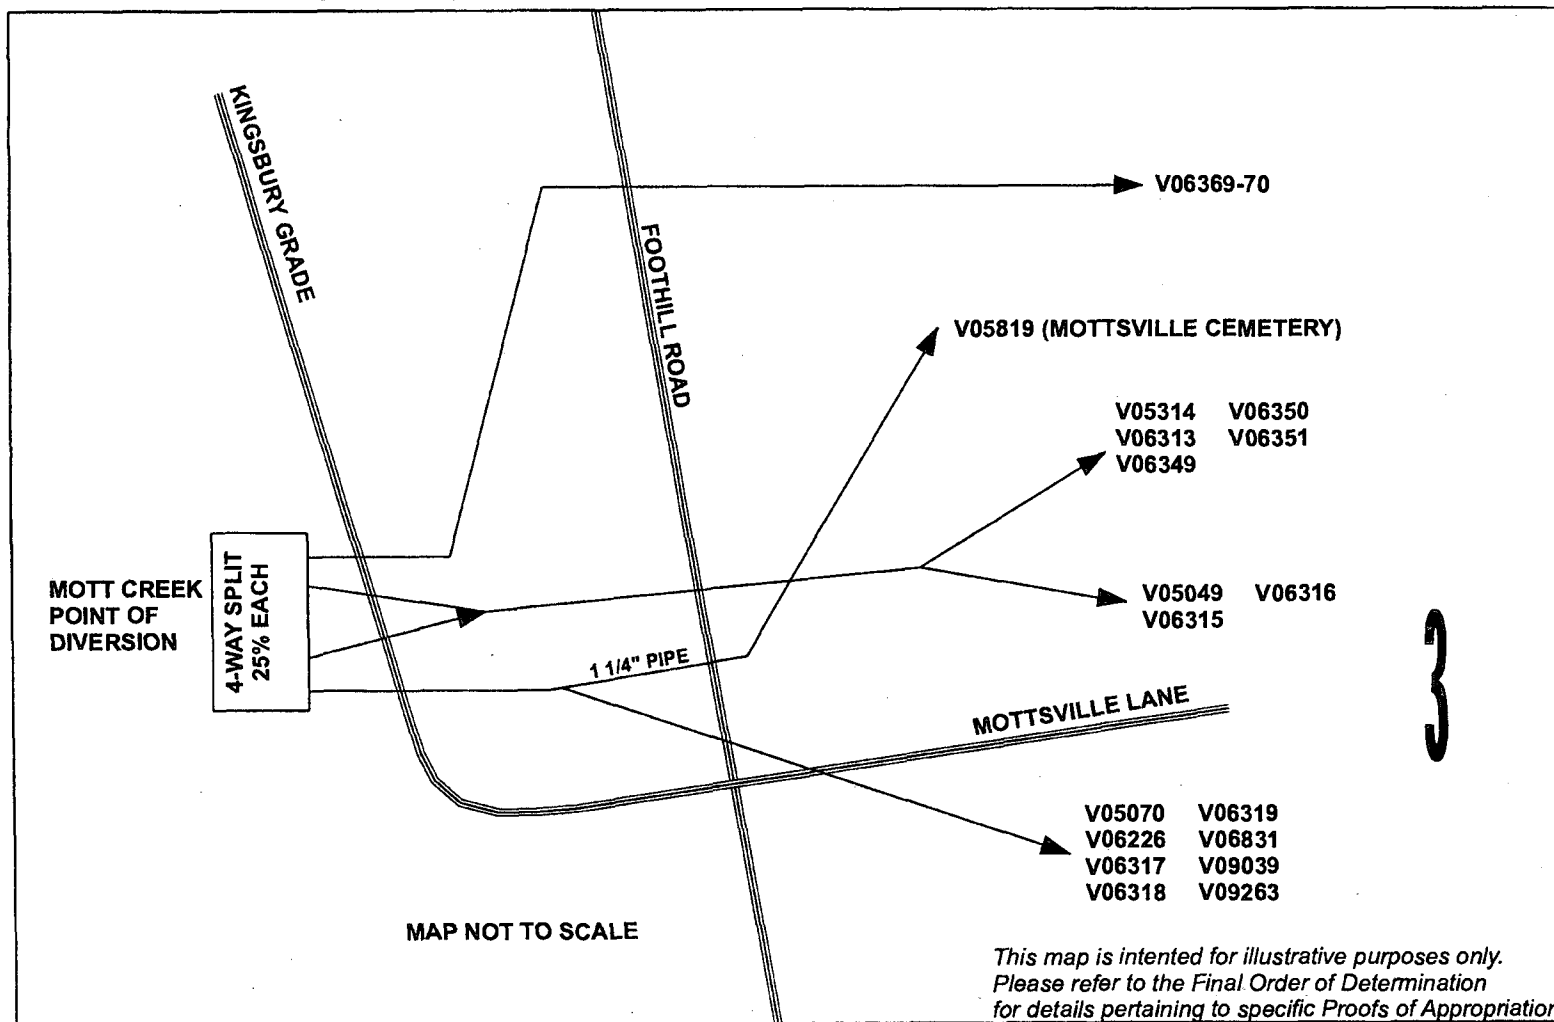 KINGSBURY GRADE
FOOTHILL ROAD
V06369-70
V05819 (MOTTSVILLE CEMETERY)
V05314 V06350
V06313 V06351
V06349
MOTT CREEK
POINT OF
DIVERSION
4-WAY SPLIT
25% EACH
V05049 V06316
V06315
1 1/4" PIPE
MOTTSVILLE LANE
3
V05070 V06319
V06226 V06831
V06317 V09039
V06318 V09263
MAP NOT TO SCALE
This map is intented for illustrative purposes only.
Please refer to the Final Order of Determination
for details pertaining to specific Proofs of Appropriation